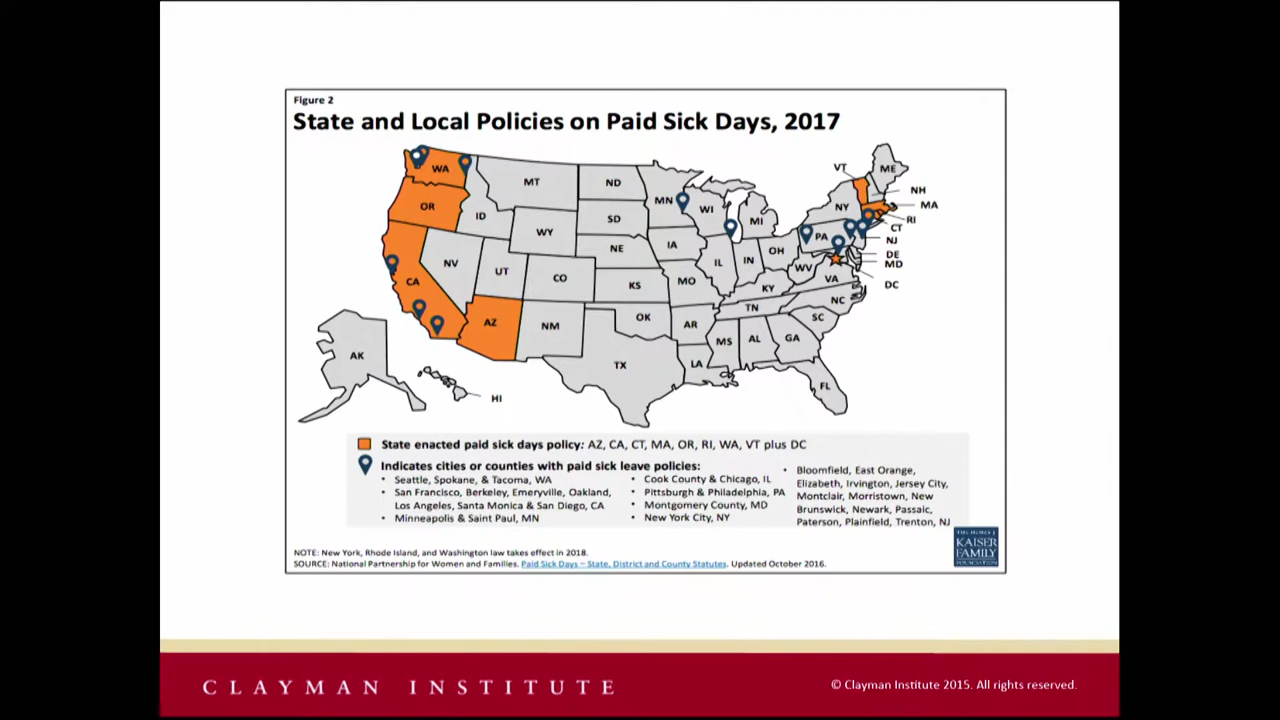 Figure 2
State and Local Policies on Paid Sick Days, 2017
WA
MT
ND
MN
VT
ME
NH
OR
ID
SD
WI
MI
NY
MA
RI
CT
WY
NE
IA
PA
NJ
NV
UT
CO
KS
MO
IL
IN
OH
WV
VA
DE
MD
DC
CA
KY
NC
AZ
NM
OK
AR
TN
SC
MS
AL
GA
AK
TX
LA
FL
HI
State enacted paid sick days policy: AZ, CA, CT, MA, OR, RI, WA, VT plus DC
Indicates cities or counties with paid sick leave policies:
• Seattle, Spokane, & Tacoma, WA
• San Francisco, Berkeley, Emeryville, Oakland,
Los Angeles, Santa Monica & San Diego, CA
• Minneapolis & Saint Paul, MN
• Cook County & Chicago, IL
• Pittsburgh & Philadelphia, PA
• Montgomery County, MD
• New York City, NY
• Bloomfield, East Orange,
Elizabeth, Irvington, Jersey City,
Montclair, Morristown, New
Brunswick, Newark, Passaic,
Paterson, Plainfield, Trenton, NJ
NOTE: New York, Rhode Island, and Washington law takes effect in 2018.
SOURCE: National Partnership for Women and Families. Paid Sick Days – State, District and County Statutes. Updated October 2016.
THE HENRY J
KAISER
FAMILY
FOUNDATION
CLAYMAN INSTITUTE
© Clayman Institute 2015. All rights reserved.